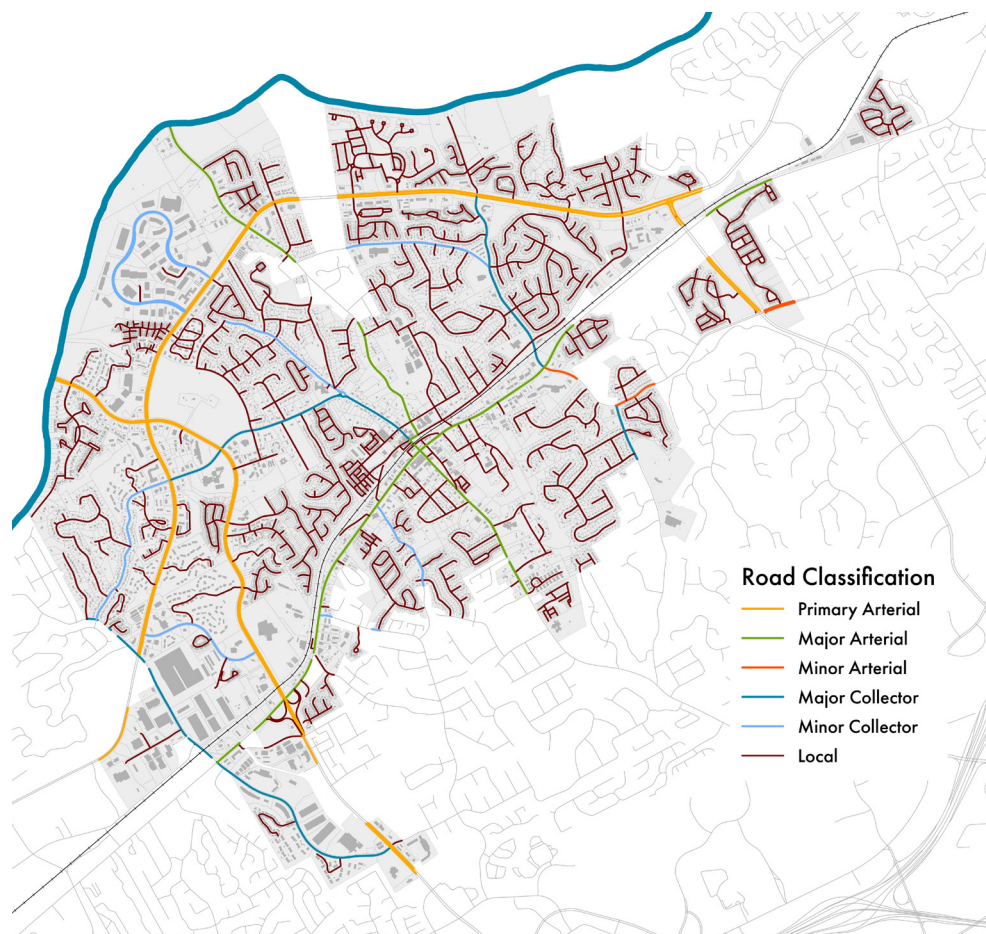 Road Classification
Primary Arterial
Major Arterial
Minor Arterial
Major Collector
Minor Collector
Local